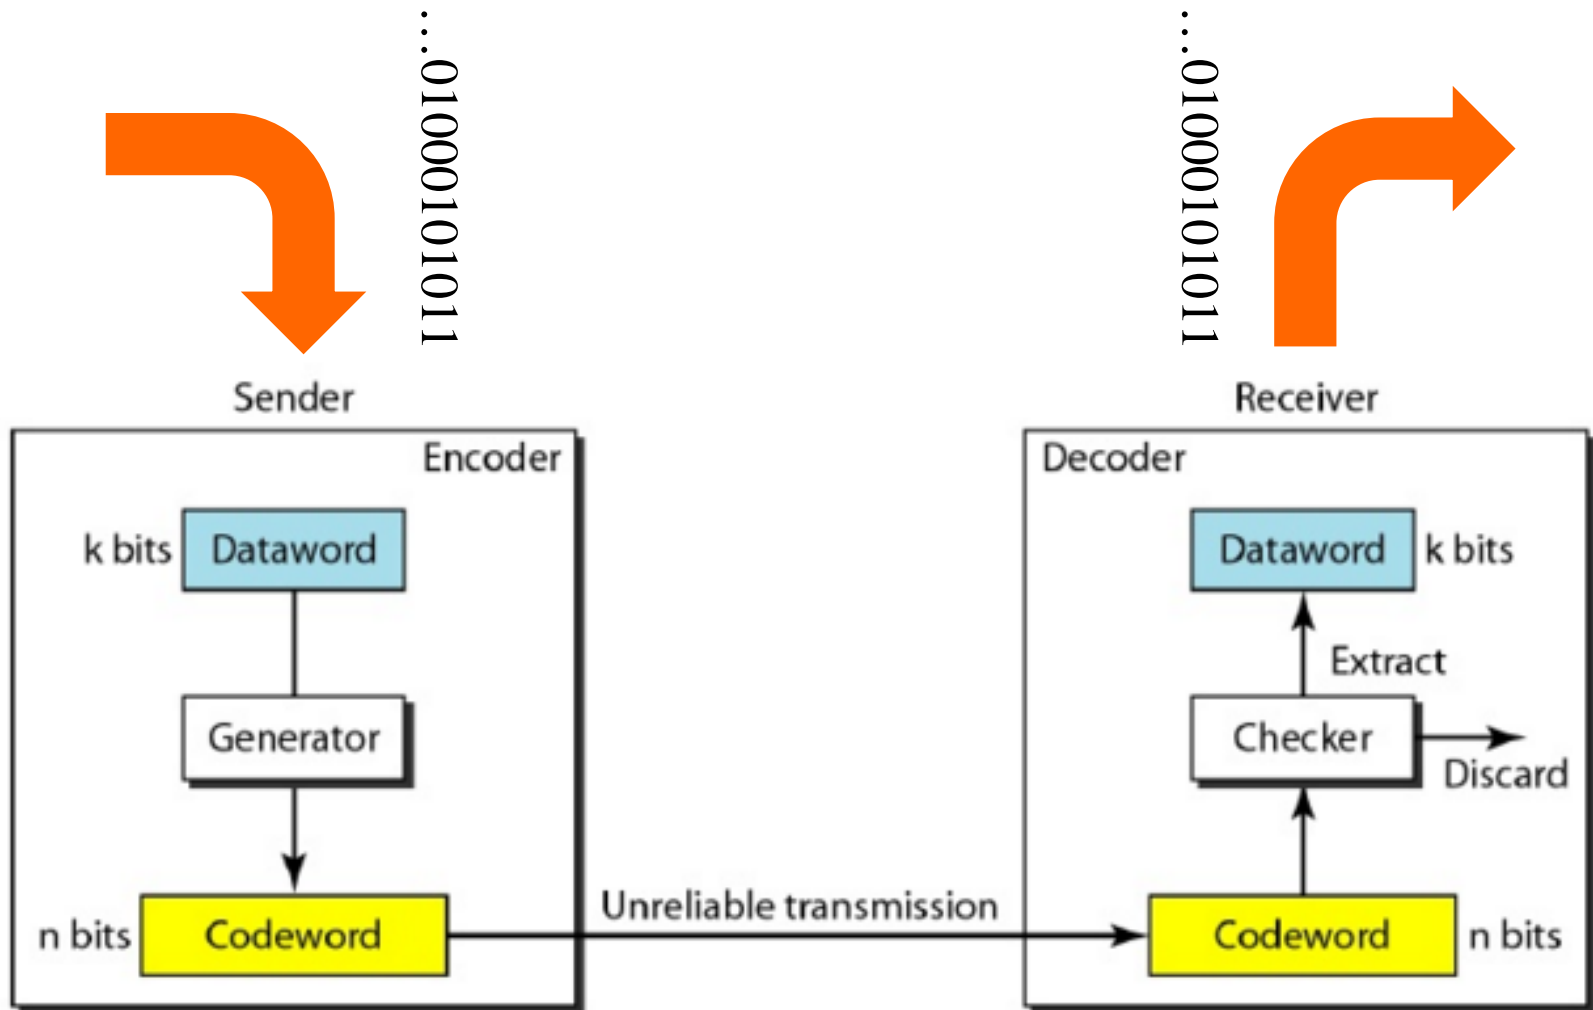 …01000101011
…01000101011
Sender
Receiver
Encoder
Decoder
k bits
Dataword
Dataword
k bits
Extract
Generator
Checker
Discard
Unreliable transmission
n bits
Codeword
Codeword
n bits